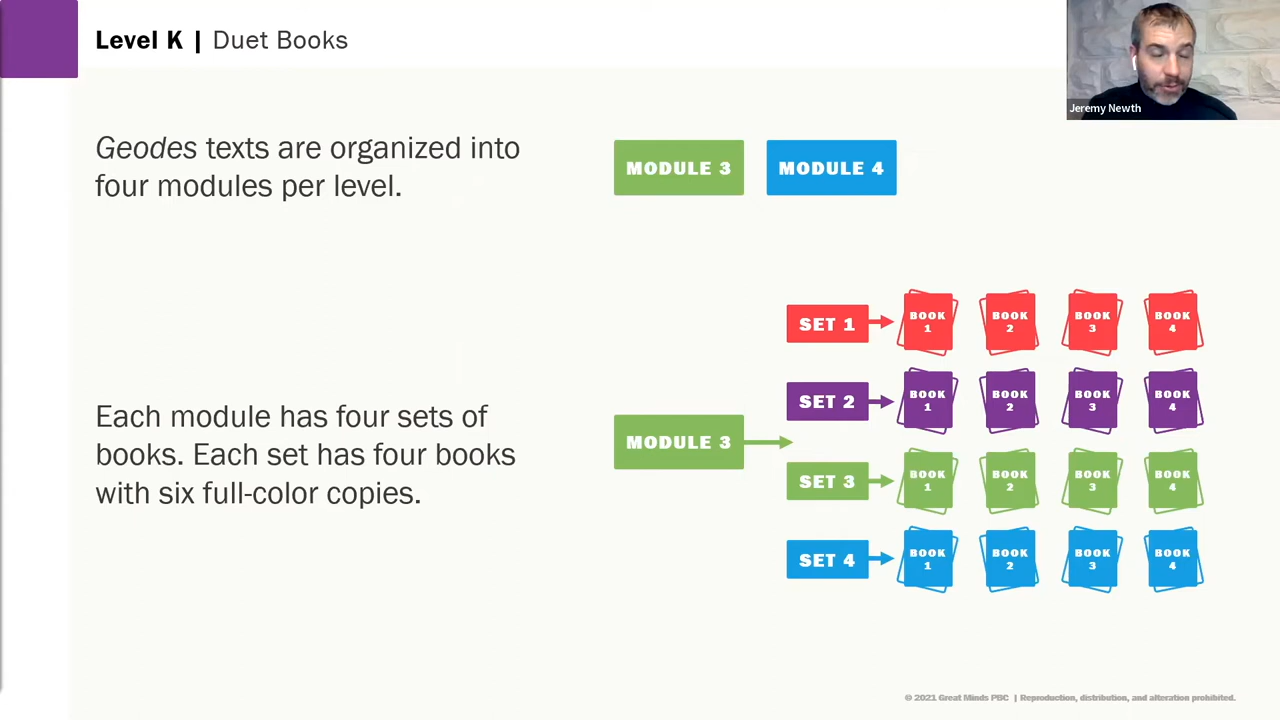 Level K | Duet Books
Jeremy Newth
Geodes texts are organized into
four modules per level.
MODULE 3
MODULE 4
Each module has four sets of
books. Each set has four books
with six full-color copies.
MODULE 3
SET 1
BOOK
1
BOOK
2
BOOK
3
BOOK
4
SET 2
BOOK
1
BOOK
2
BOOK
3
BOOK
4
SET 3
BOOK
1
BOOK
2
BOOK
3
BOOK
4
SET 4
BOOK
1
BOOK
2
BOOK
3
BOOK
4
© 2021 Great Minds PBC | Reproduction, distribution, and alteration prohibited.